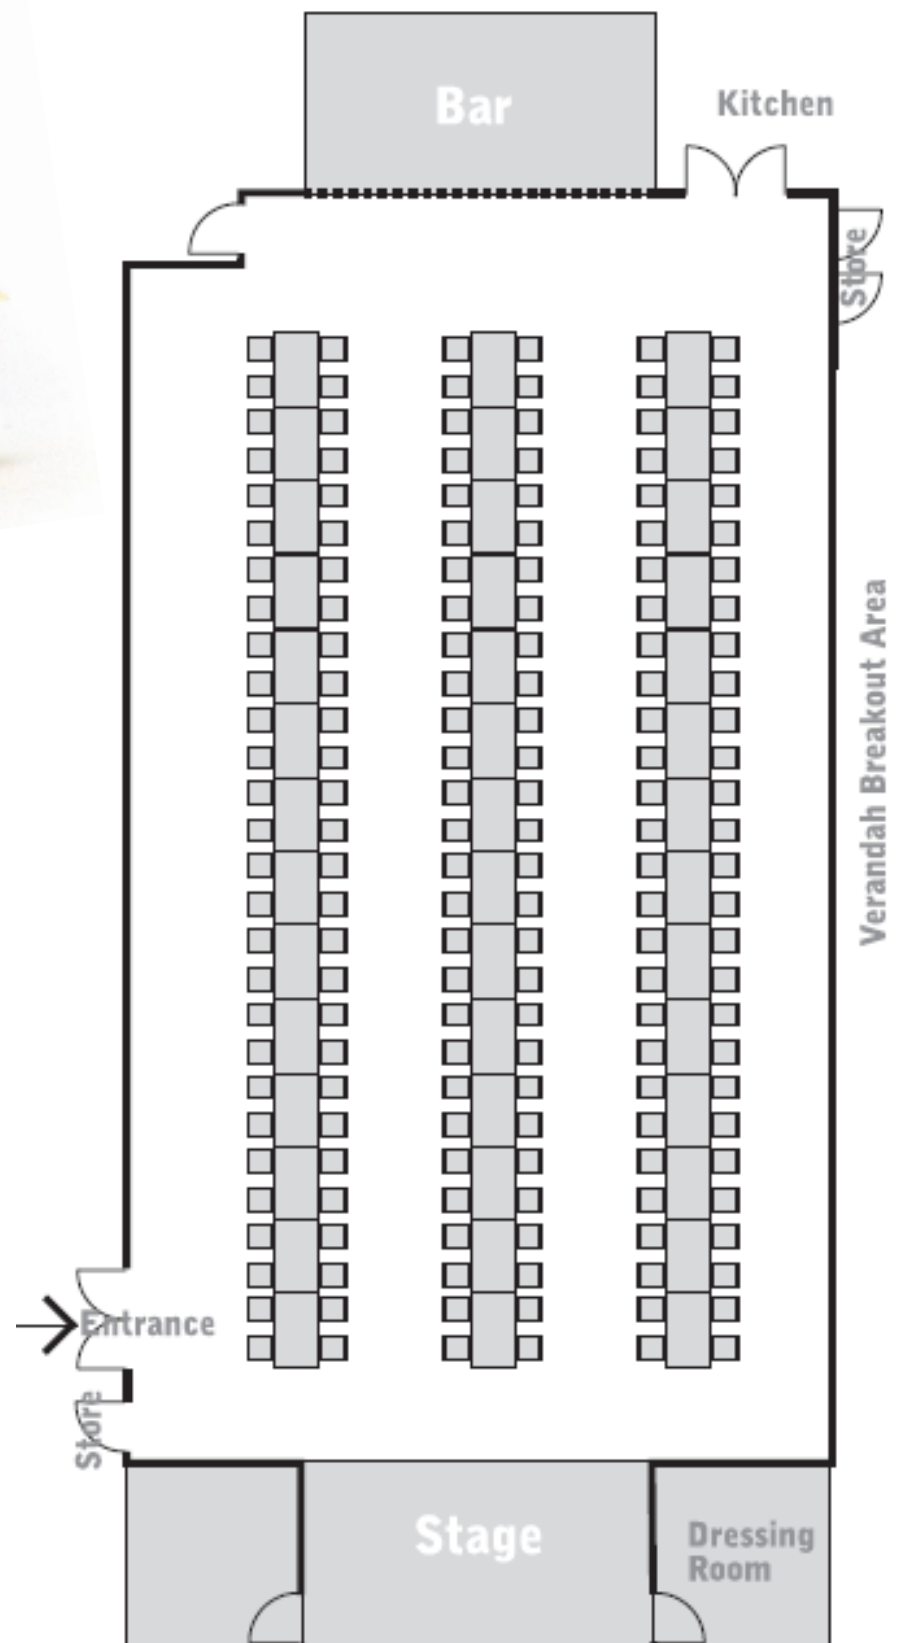 Bar
Kitchen
Store
Verandah Breakout Area
Entrance
Store
Stage
Dressing
Room